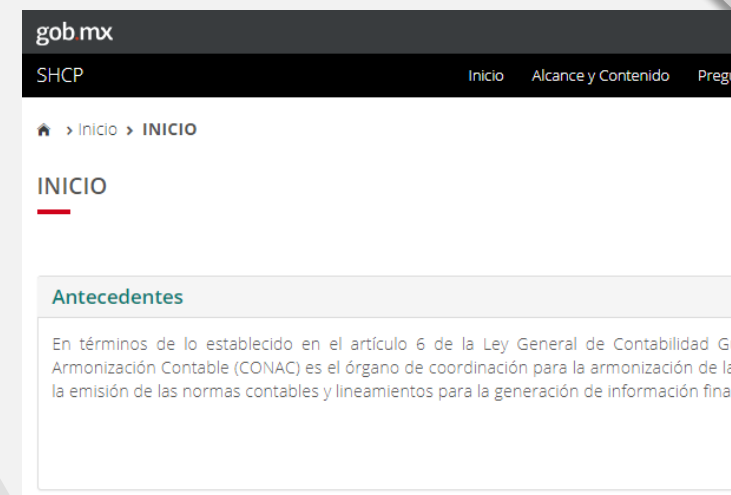 gob.mx
SHCP Inicio Alcance y Contenido
> Inicio > INICIO
INICIO
Antecedentes
En términos de lo establecido en el artículo 6 de la Ley General de Contabilidad
Armonización Contable (CONAC) es el órgano de coordinación para la armonización de
la emisión de las normas contables y lineamientos para la generación de información